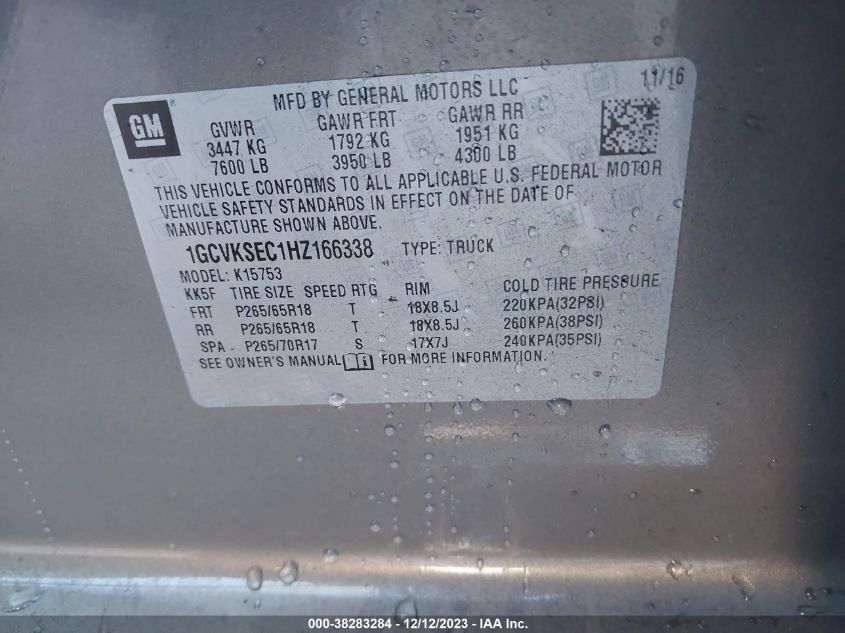 11/16
GM
MFD BY GENERAL MOTORS LLC
GVWR GAWR FRT GAWR RR
3447 KG 1792 KG 1951 KG
7600 LB 3950 LB 4300 LB
THIS VEHICLE CONFORMS TO ALL APPLICABLE U.S. FEDERAL MOTOR
VEHICLE SAFETY STANDARDS IN EFFECT ON THE DATE OF
MANUFACTURE SHOWN ABOVE.
1GCVKSEC1HZ166338 TYPE: TRUCK
MODEL: K15753
KK5F TIRE SIZE SPEED RTG RIM COLD TIRE PRESSURE
FRT P265/65R18 T 18X8.5J 220KPA(32PSI)
RR P265/65R18 T 18X8.5J 260KPA(38PSI)
SPA P265/70R17 S 17X7J 240KPA(35PSI)
SEE OWNER'S MANUAL FOR MORE INFORMATION.
000-38283284 - 12/12/2023 - IAA Inc.